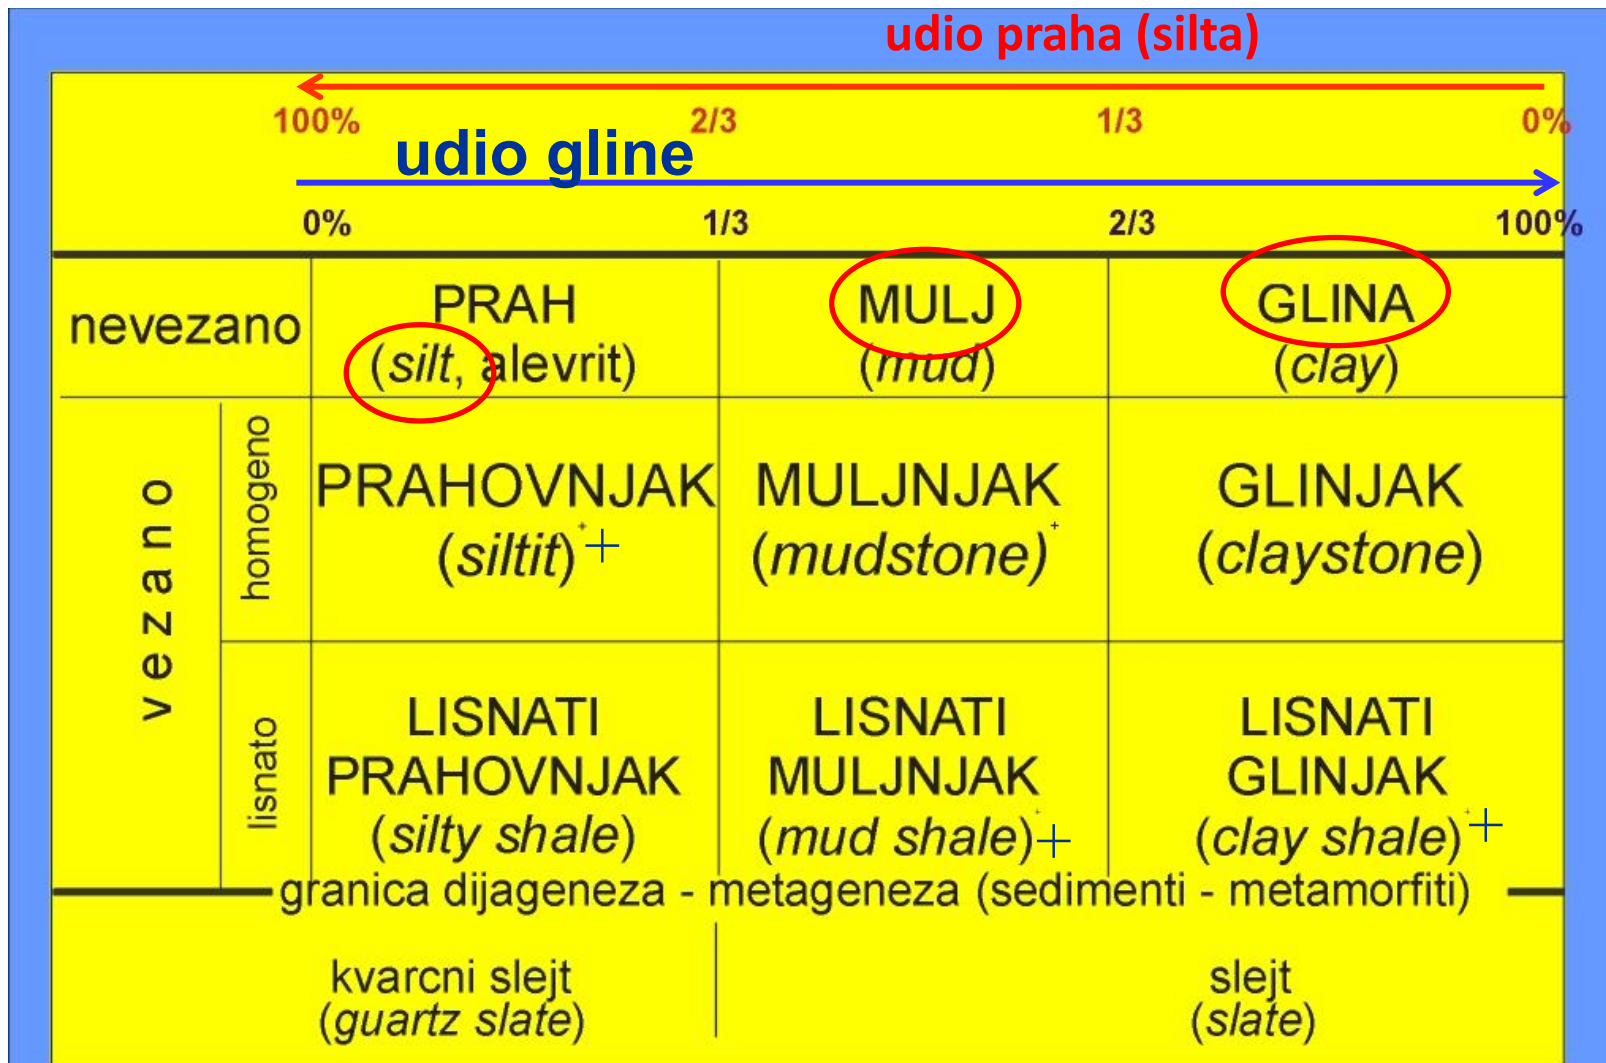 udio praha (silta)
100% 2/3 1/3 0%
udio gline
0% 1/3 2/3 100%
nevezano
PRAH
(silt, alevrit)
MULJ
(mud)
GLINA
(clay)
vezano
homogeno
PRAHOVNJAK
(siltit)+
MULJNJAK
(mudstone)+
GLINJAK
(claystone)
lisnato
LISNATI
PRAHOVNJAK
(silty shale)
LISNATI
MULJNJAK
(mud shale)+
LISNATI
GLINJAK
(clay shale)+
granica dijageneza - metageneza (sedimenti - metamorfiti)
kvarcni slejt
(guartz slate)
slejt
(slate)